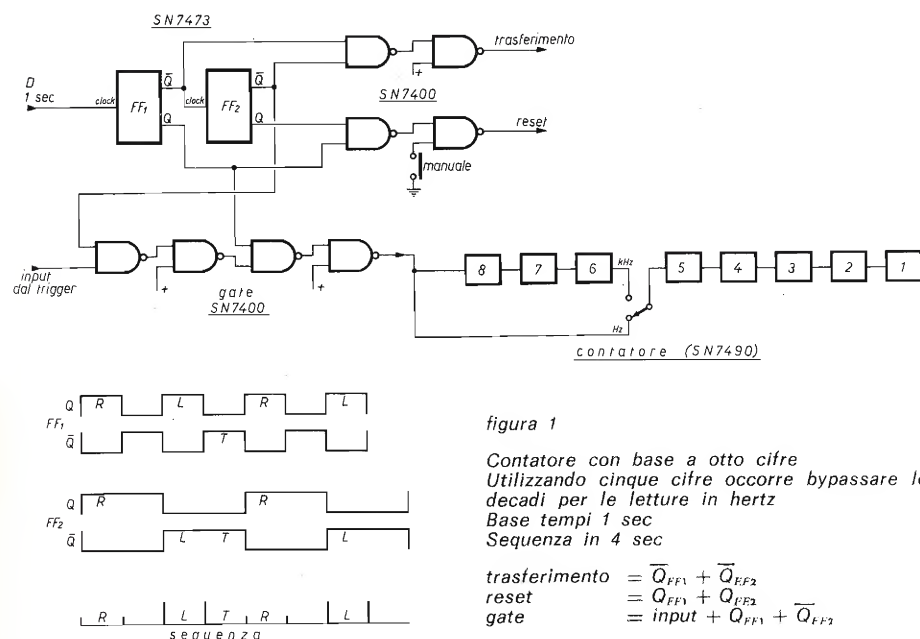 SN7473
D
1 sec
clock
FF1
Q̄
Q
clock
FF2
Q̄
Q
trasferimento
+
SN7400
reset
manuale
input
dal trigger
+
gate
SN7400
+
8
7
6
kHz
Hz
5
4
3
2
1
contatore (SN7490)
Q
R
L
R
L
FF1
Q̄
T
Q
R
R
FF2
Q̄
L
T
L
R
L
T
R
L
sequenza
figura 1
Contatore con base a otto cifre
Utilizzando cinque cifre occorre bypassare le
decadi per le letture in hertz
Base tempi 1 sec
Sequenza in 4 sec
trasferimento = Q̄FF1 + Q̄FF2
reset = QFF1 + QFF2
gate = input + QFF1 + Q̄FF2